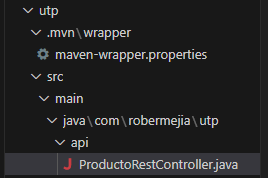 utp
.mvn\wrapper
maven-wrapper.properties
src
main
java\com\robermejia\utp
api
ProductoRestController.java